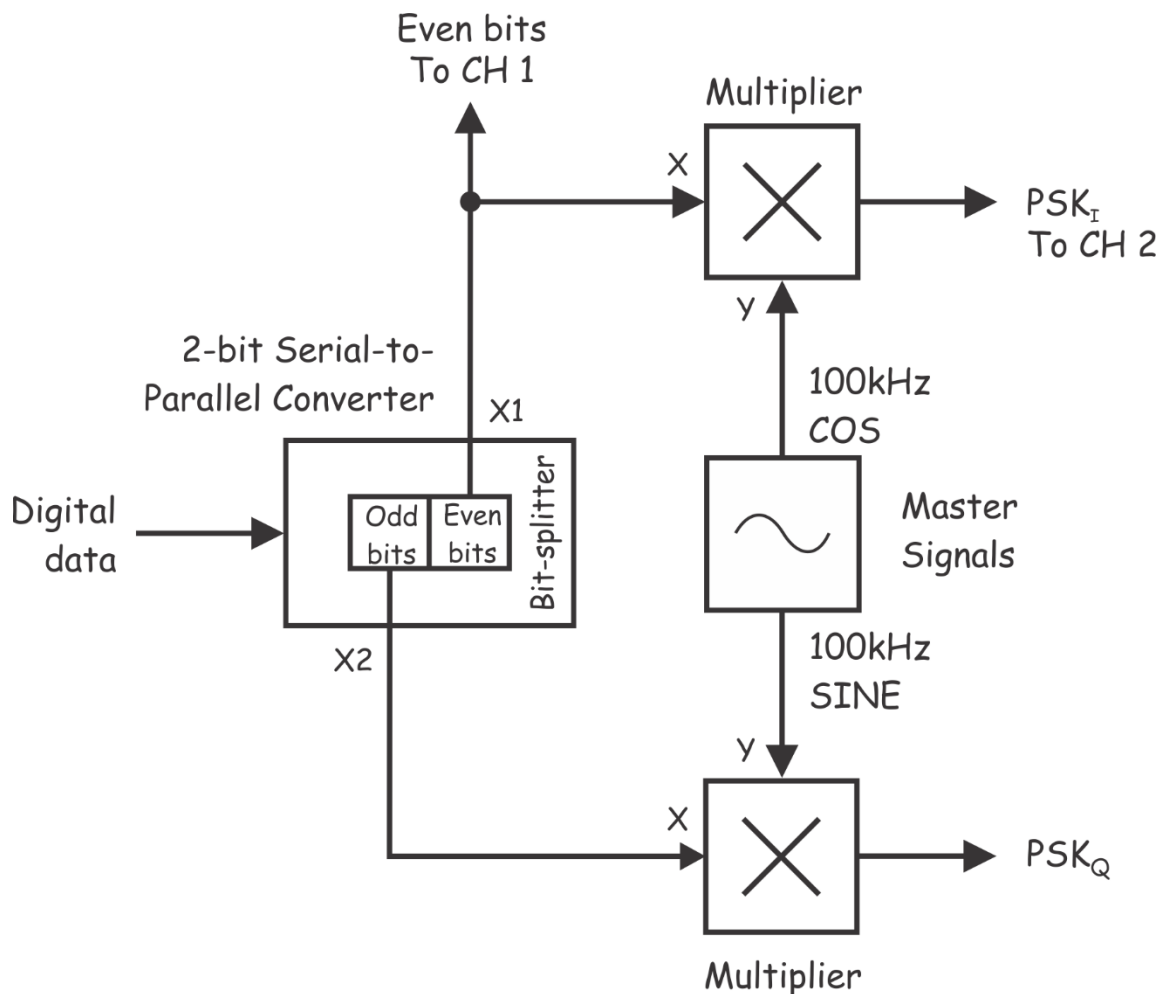 Even bits
To CH 1
Multiplier
X
PSKI
To CH 2
Y
2-bit Serial-to-
Parallel Converter
X1
100kHz
COS
Digital
data
Odd
bits
Even
bits
Bit-splitter
Master
Signals
X2
100kHz
SINE
Y
X
PSKQ
Multiplier